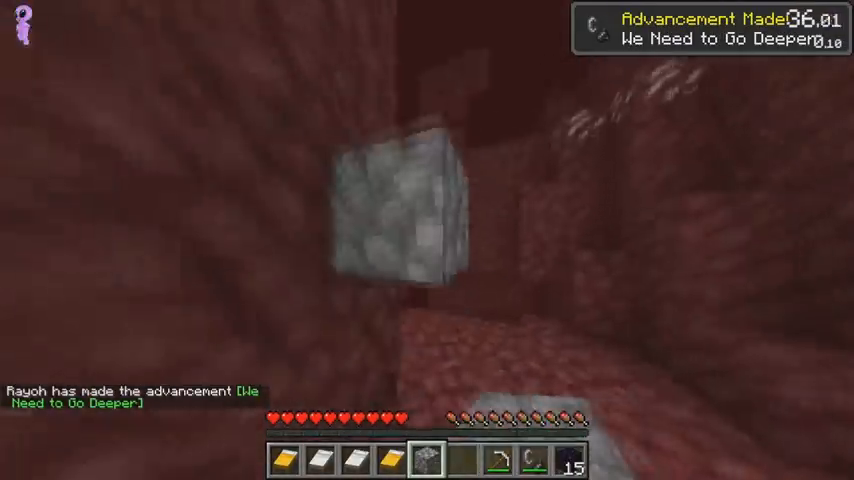 Advancement Made!
36.01
We Need to Go Deeper
0.10
Rayoh has made the advancement [We
Need to Go Deeper]
15